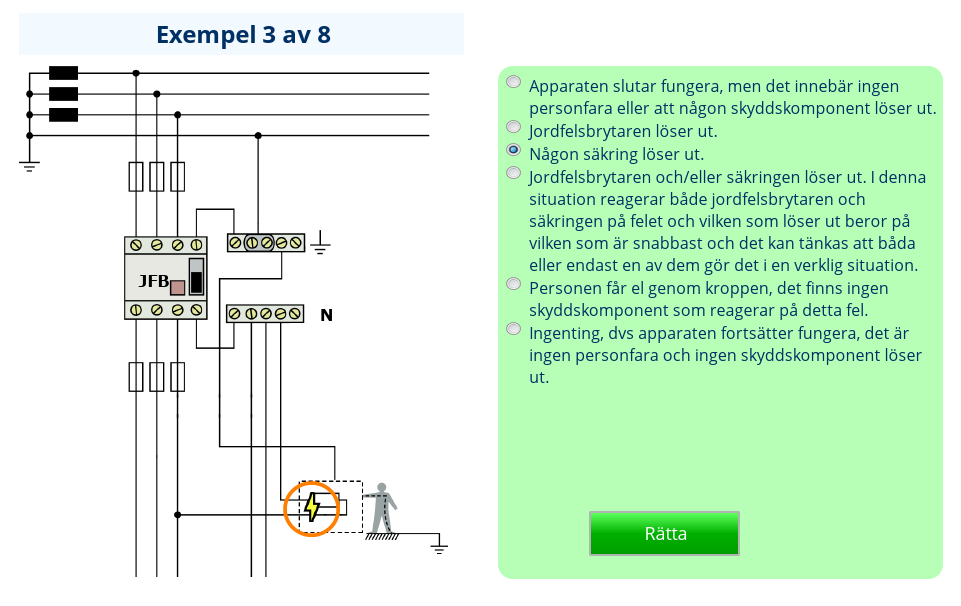 Exempel 3 av 8
JFB
N
Apparaten slutar fungera, men det innebär ingen
personfara eller att någon skyddskomponent löser ut.
Jordfelsbrytaren löser ut.
Någon säkring löser ut.
Jordfelsbrytaren och/eller säkringen löser ut. I denna
situation reagerar både jordfelsbrytaren och
säkringen på felet och vilken som löser ut beror på
vilken som är snabbast och det kan tänkas att båda
eller endast en av dem gör det i en verklig situation.
Personen får el genom kroppen, det finns ingen
skyddskomponent som reagerar på detta fel.
Ingenting, dvs apparaten fortsätter fungera, det är
ingen personfara och ingen skyddskomponent löser
ut.
Rätta